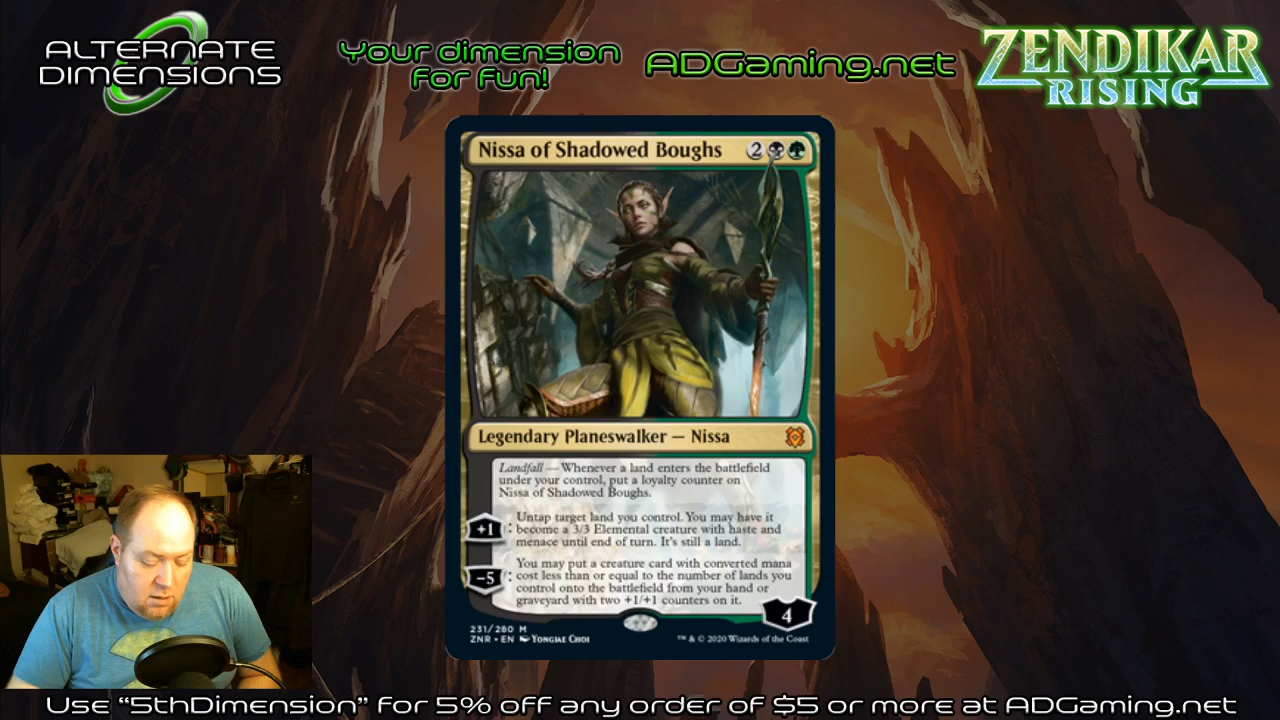 ALTERNATE
DIMENSIONS
Your dimension
for fun!
ADGaming.net
ZENDIKAR
RISING
Nissa of Shadowed Boughs 2
Legendary Planeswalker — Nissa
Landfall — Whenever a land enters the battlefield
under your control, put a loyalty counter on
Nissa of Shadowed Boughs.
+1 : Untap target land you control. You may have it
become a 3/3 Elemental creature with haste and
menace until end of turn. It's still a land.
−5 : You may put a creature card with converted mana
cost less than or equal to the number of lands you
control onto the battlefield from your hand or
graveyard with two +1/+1 counters on it.
4
231/280 M
ZNR • EN Yongjae Choi
™ & © 2020 Wizards of the Coast
Use “5thDimension” for 5% off any order of $5 or more at ADGaming.net